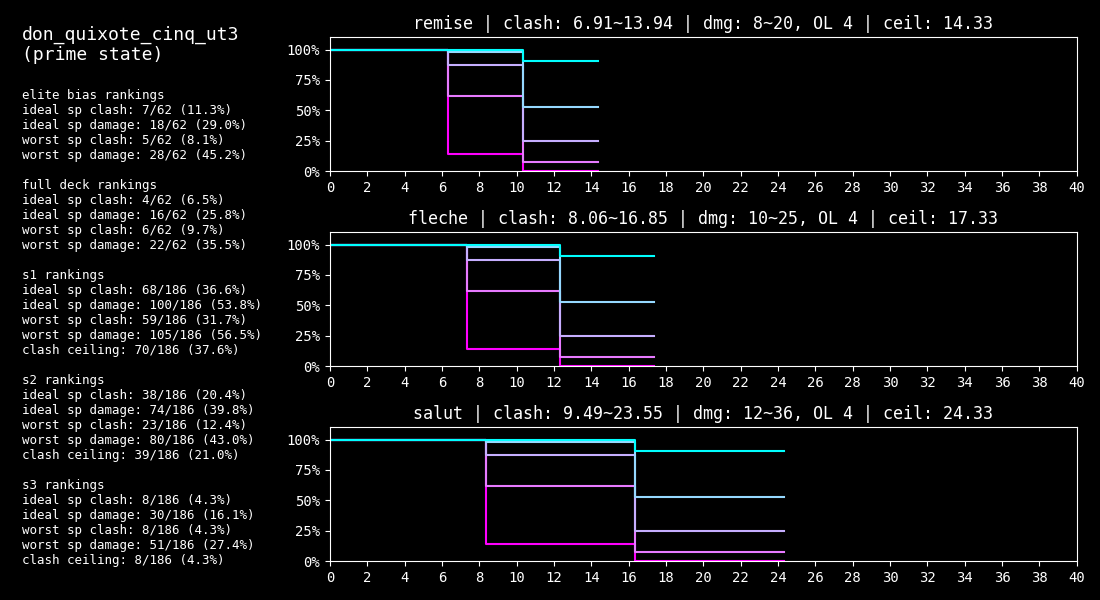 don_quixote_cinq_ut3
(prime state)
elite bias rankings
ideal sp clash: 7/62 (11.3%)
ideal sp damage: 18/62 (29.0%)
worst sp clash: 5/62 (8.1%)
worst sp damage: 28/62 (45.2%)
full deck rankings
ideal sp clash: 4/62 (6.5%)
ideal sp damage: 16/62 (25.8%)
worst sp clash: 6/62 (9.7%)
worst sp damage: 22/62 (35.5%)
s1 rankings
ideal sp clash: 68/186 (36.6%)
ideal sp damage: 100/186 (53.8%)
worst sp clash: 59/186 (31.7%)
worst sp damage: 105/186 (56.5%)
clash ceiling: 70/186 (37.6%)
s2 rankings
ideal sp clash: 38/186 (20.4%)
ideal sp damage: 74/186 (39.8%)
worst sp clash: 23/186 (12.4%)
worst sp damage: 80/186 (43.0%)
clash ceiling: 39/186 (21.0%)
s3 rankings
ideal sp clash: 8/186 (4.3%)
ideal sp damage: 30/186 (16.1%)
worst sp clash: 8/186 (4.3%)
worst sp damage: 51/186 (27.4%)
clash ceiling: 8/186 (4.3%)
remise | clash: 6.91~13.94 | dmg: 8~20, OL 4 | ceil: 14.33
100%
75%
50%
25%
0%
0 2 4 6 8 10 12 14 16 18 20 22 24 26 28 30 32 34 36 38 40
fleche | clash: 8.06~16.85 | dmg: 10~25, OL 4 | ceil: 17.33
100%
75%
50%
25%
0%
0 2 4 6 8 10 12 14 16 18 20 22 24 26 28 30 32 34 36 38 40
salut | clash: 9.49~23.55 | dmg: 12~36, OL 4 | ceil: 24.33
100%
75%
50%
25%
0%
0 2 4 6 8 10 12 14 16 18 20 22 24 26 28 30 32 34 36 38 40